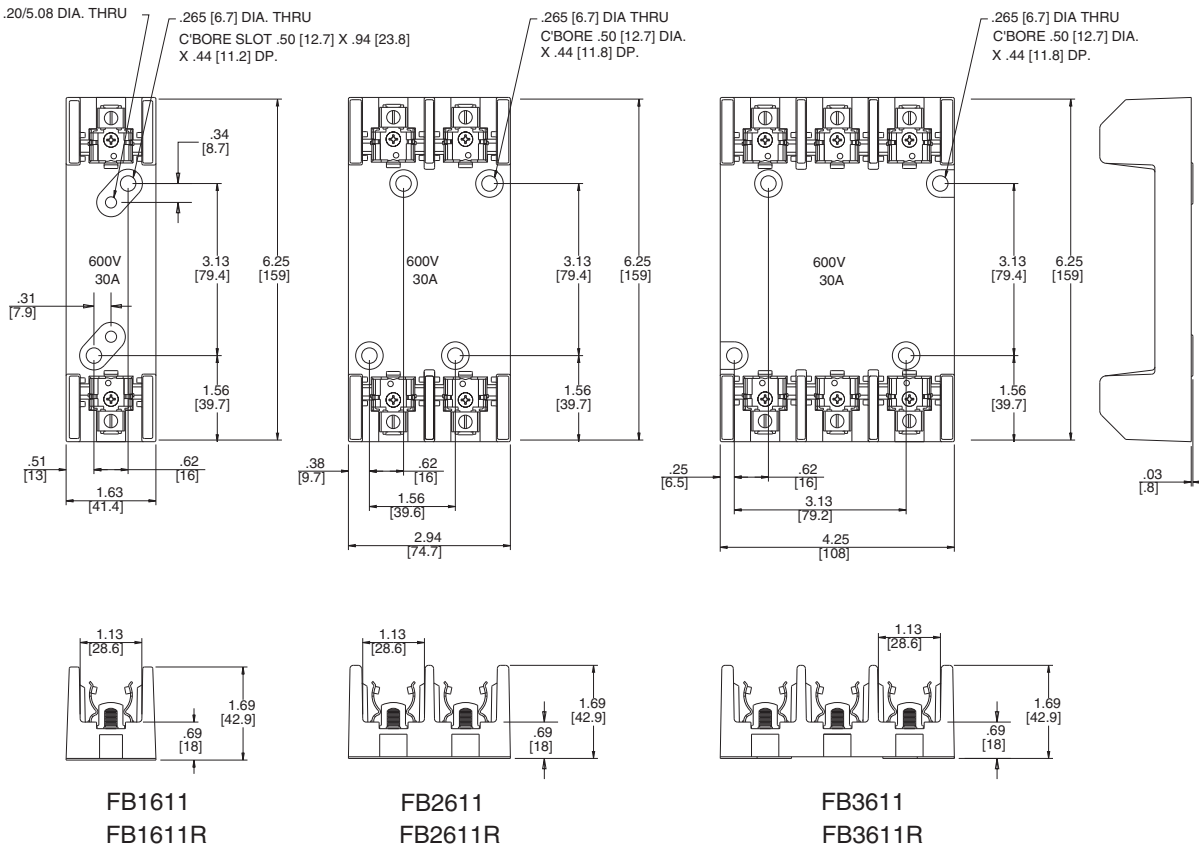 .20/5.08 DIA. THRU
.265 [6.7] DIA. THRU
C'BORE SLOT .50 [12.7] X .94 [23.8]
X .44 [11.2] DP.
.34
[8.7]
600V
30A
3.13
[79.4]
6.25
[159]
.31
[7.9]
1.56
[39.7]
.51
[13]
.62
[16]
1.63
[41.4]
.265 [6.7] DIA THRU
C'BORE .50 [12.7] DIA.
X .44 [11.8] DP.
600V
30A
3.13
[79.4]
6.25
[159]
1.56
[39.7]
.38
[9.7]
.62
[16]
1.56
[39.6]
2.94
[74.7]
.265 [6.7] DIA THRU
C'BORE .50 [12.7] DIA.
X .44 [11.8] DP.
600V
30A
3.13
[79.4]
6.25
[159]
1.56
[39.7]
.25
[6.5]
.62
[16]
3.13
[79.2]
4.25
[108]
.03
[.8]
1.13
[28.6]
1.69
[42.9]
.69
[18]
FB1611
FB1611R
1.13
[28.6]
1.69
[42.9]
.69
[18]
FB2611
FB2611R
1.13
[28.6]
1.69
[42.9]
.69
[18]
FB3611
FB3611R